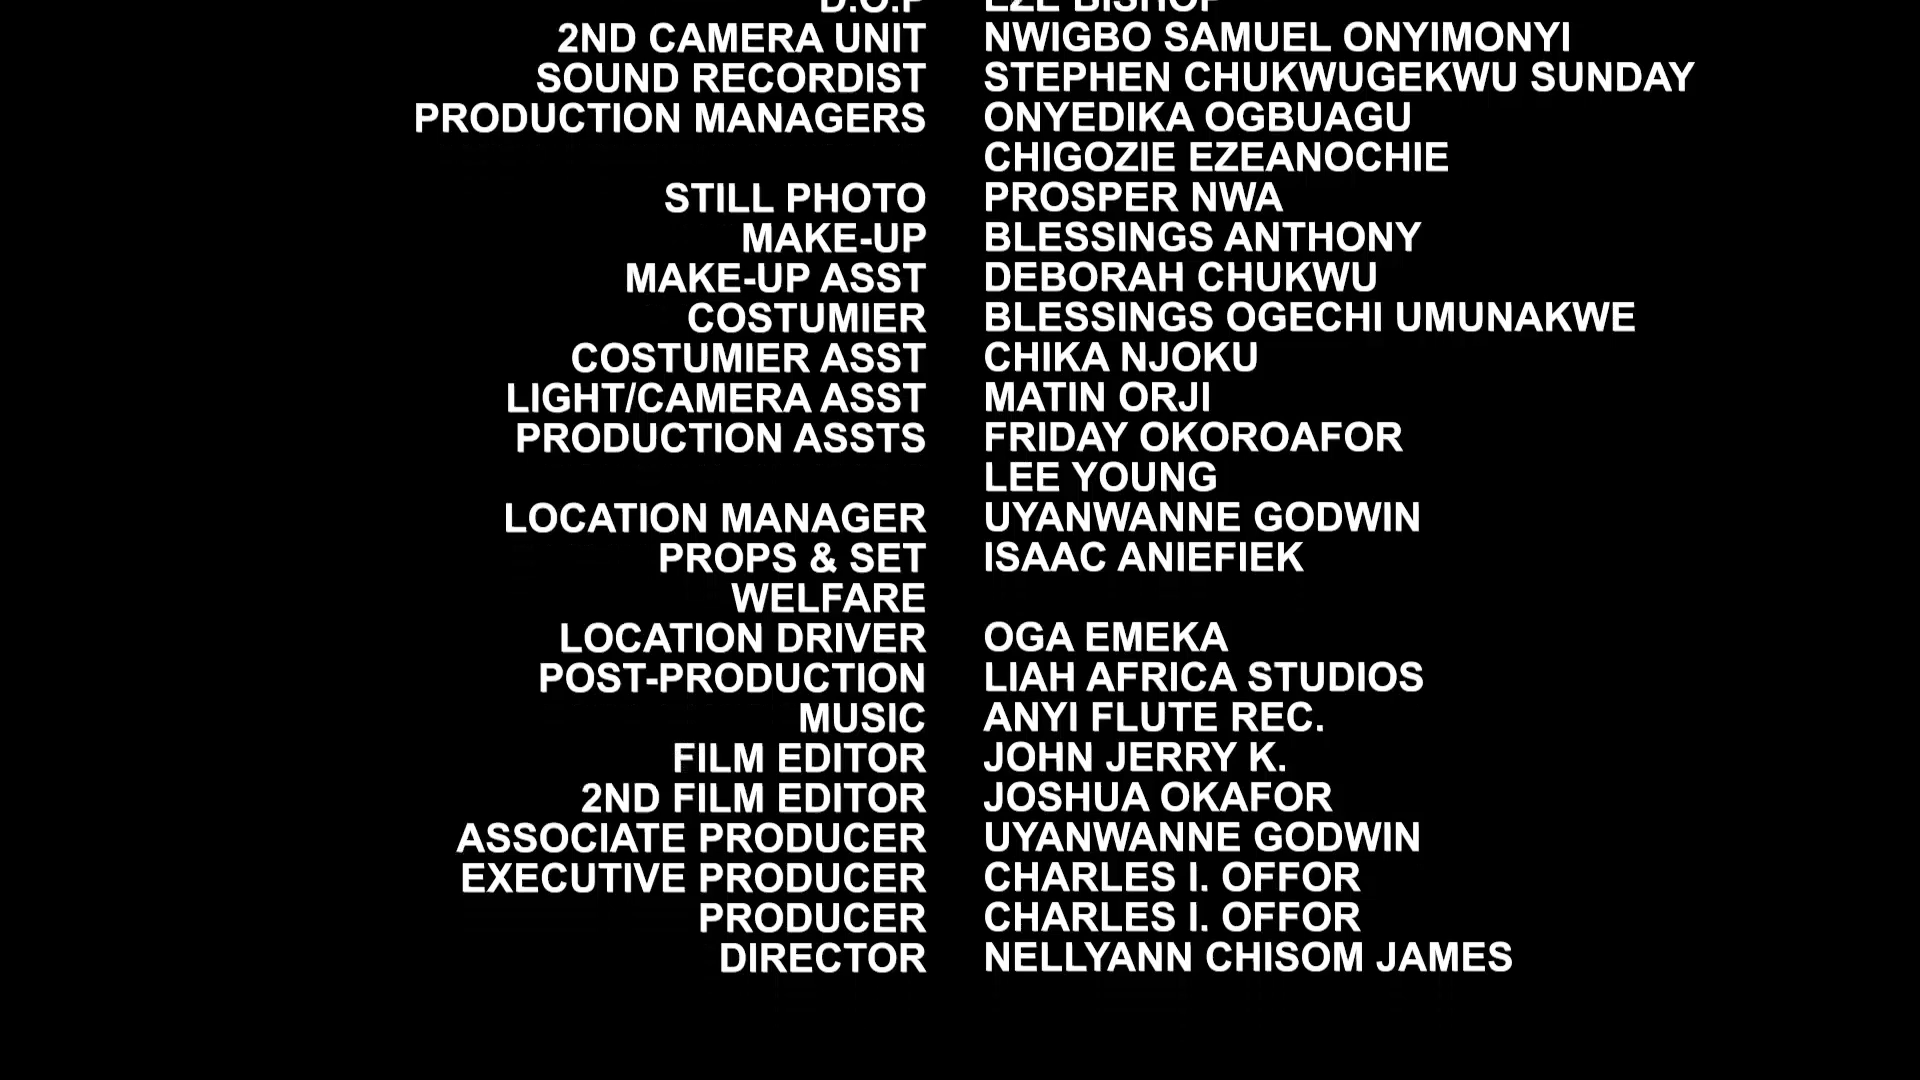 D.O.P EZE BISHOP
2ND CAMERA UNIT NWIGBO SAMUEL ONYIMONYI
SOUND RECORDIST STEPHEN CHUKWUGEKWU SUNDAY
PRODUCTION MANAGERS ONYEDIKA OGBUAGU
CHIGOZIE EZEANOCHIE
STILL PHOTO PROSPER NWA
MAKE-UP BLESSINGS ANTHONY
MAKE-UP ASST DEBORAH CHUKWU
COSTUMIER BLESSINGS OGECHI UMUNAKWE
COSTUMIER ASST CHIKA NJOKU
LIGHT/CAMERA ASST MATIN ORJI
PRODUCTION ASSTS FRIDAY OKOROAFOR
LEE YOUNG
LOCATION MANAGER UYANWANNE GODWIN
PROPS & SET ISAAC ANIEFIEK
WELFARE
LOCATION DRIVER OGA EMEKA
POST-PRODUCTION LIAH AFRICA STUDIOS
MUSIC ANYI FLUTE REC.
FILM EDITOR JOHN JERRY K.
2ND FILM EDITOR JOSHUA OKAFOR
ASSOCIATE PRODUCER UYANWANNE GODWIN
EXECUTIVE PRODUCER CHARLES I. OFFOR
PRODUCER CHARLES I. OFFOR
DIRECTOR NELLYANN CHISOM JAMES